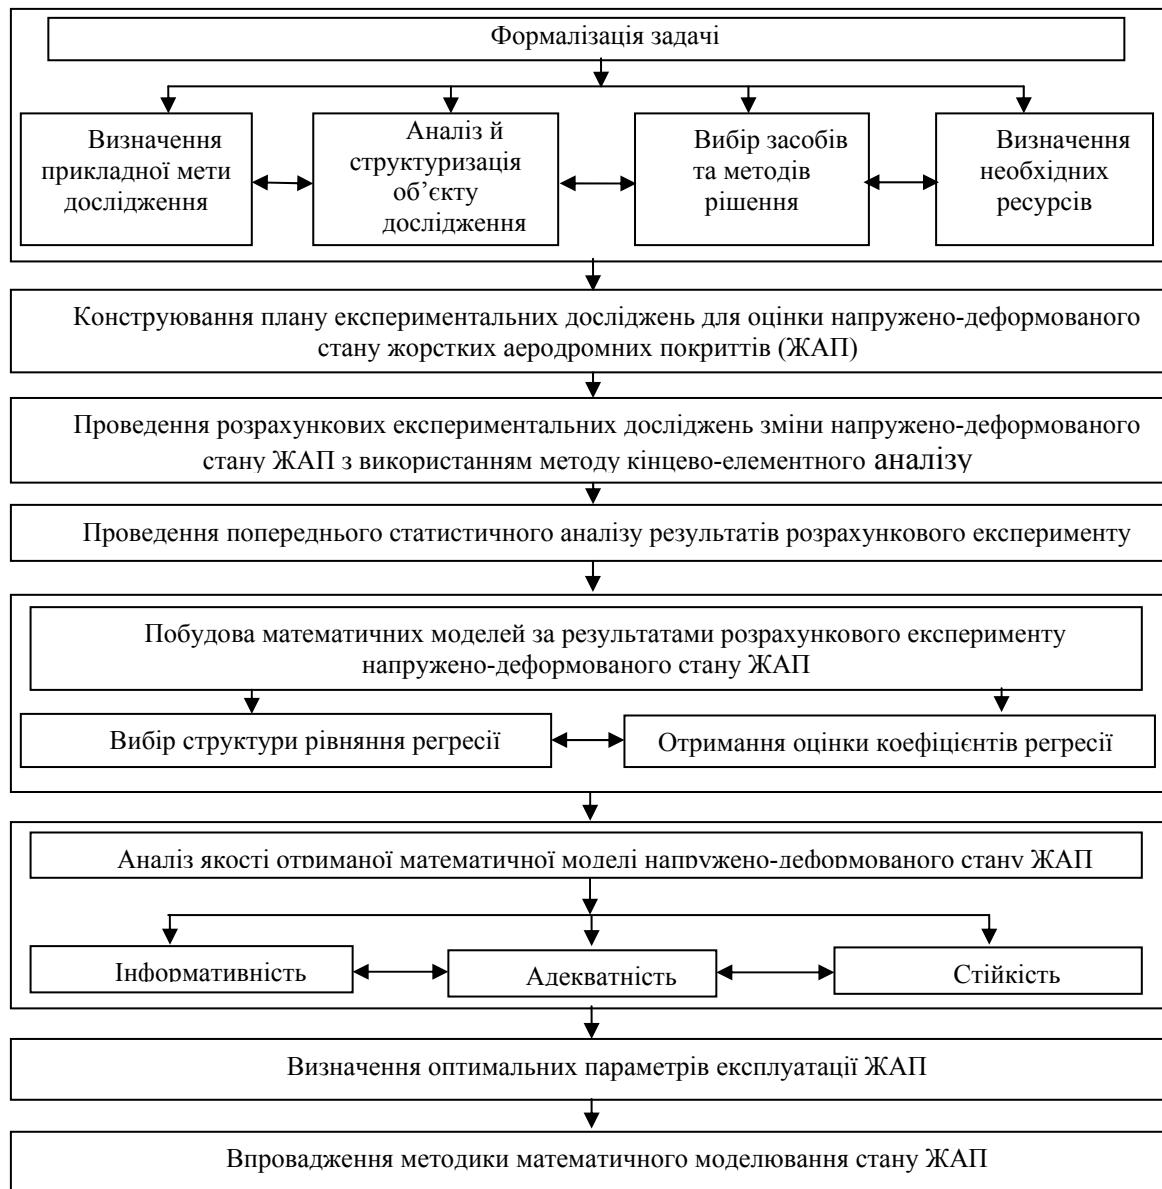 Формалізація задачі
Визначення
прикладної мети
дослідження
Аналіз й
структуризація
об’єкту
дослідження
Вибір засобів
та методів
рішення
Визначення
необхідних
ресурсів
Конструювання плану експериментальних досліджень для оцінки напружено-деформованого
стану жорстких аеродромних покриттів (ЖАП)
Проведення розрахункових експериментальних досліджень зміни напружено-деформованого
стану ЖАП з використанням методу кінцево-елементного аналізу
Проведення попереднього статистичного аналізу результатів розрахункового експерименту
Побудова математичних моделей за результатами розрахункового експерименту
напружено-деформованого стану ЖАП
Вибір структури рівняння регресії
Отримання оцінки коефіцієнтів регресії
Аналіз якості отриманої математичної моделі напружено-деформованого стану ЖАП
Інформативність
Адекватність
Стійкість
Визначення оптимальних параметрів експлуатації ЖАП
Впровадження методики математичного моделювання стану ЖАП